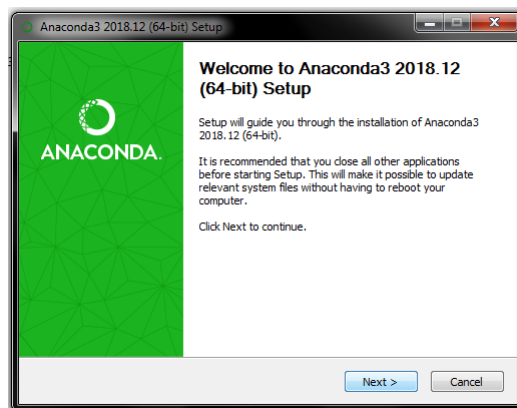 Anaconda3 2018.12 (64-bit) Setup
ANACONDA.
Welcome to Anaconda3 2018.12
(64-bit) Setup
Setup will guide you through the installation of Anaconda3
2018.12 (64-bit).
It is recommended that you close all other applications
before starting Setup. This will make it possible to update
relevant system files without having to reboot your
computer.
Click Next to continue.
Next >
Cancel